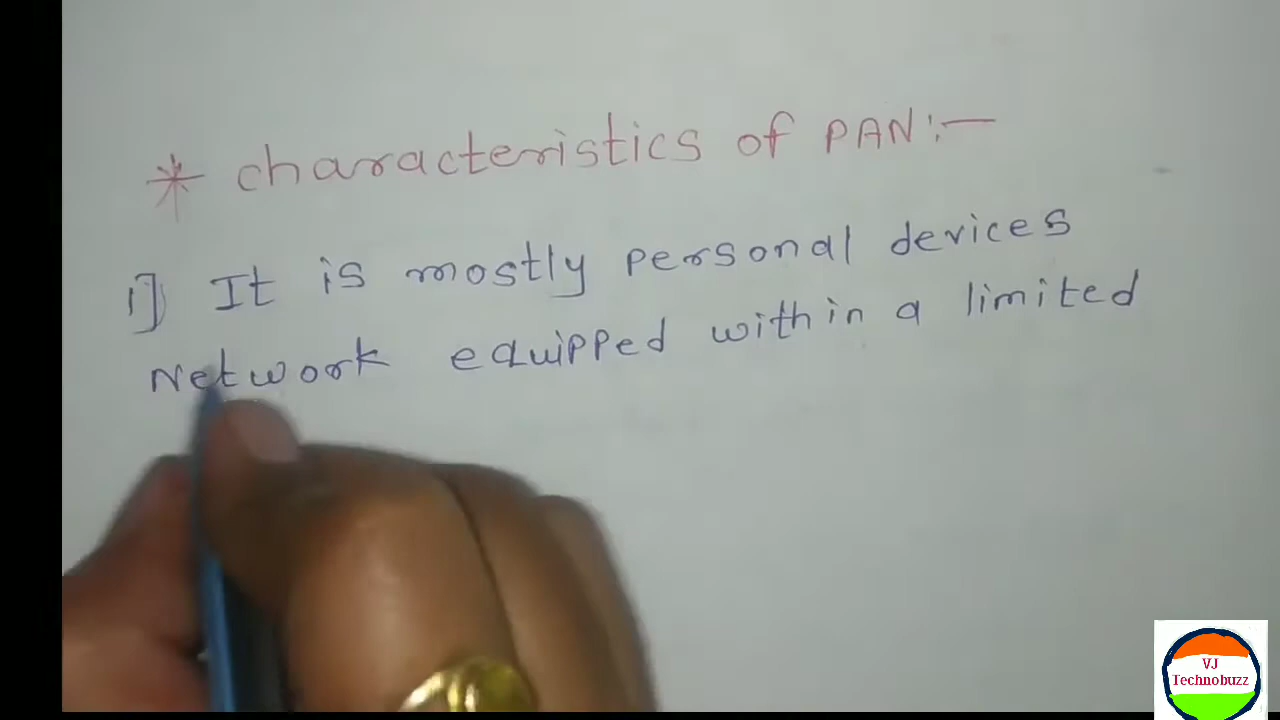 * characteristics of PAN:-
1] It is mostly personal devices
Network equipped within a limited
VJ
Technobuzz